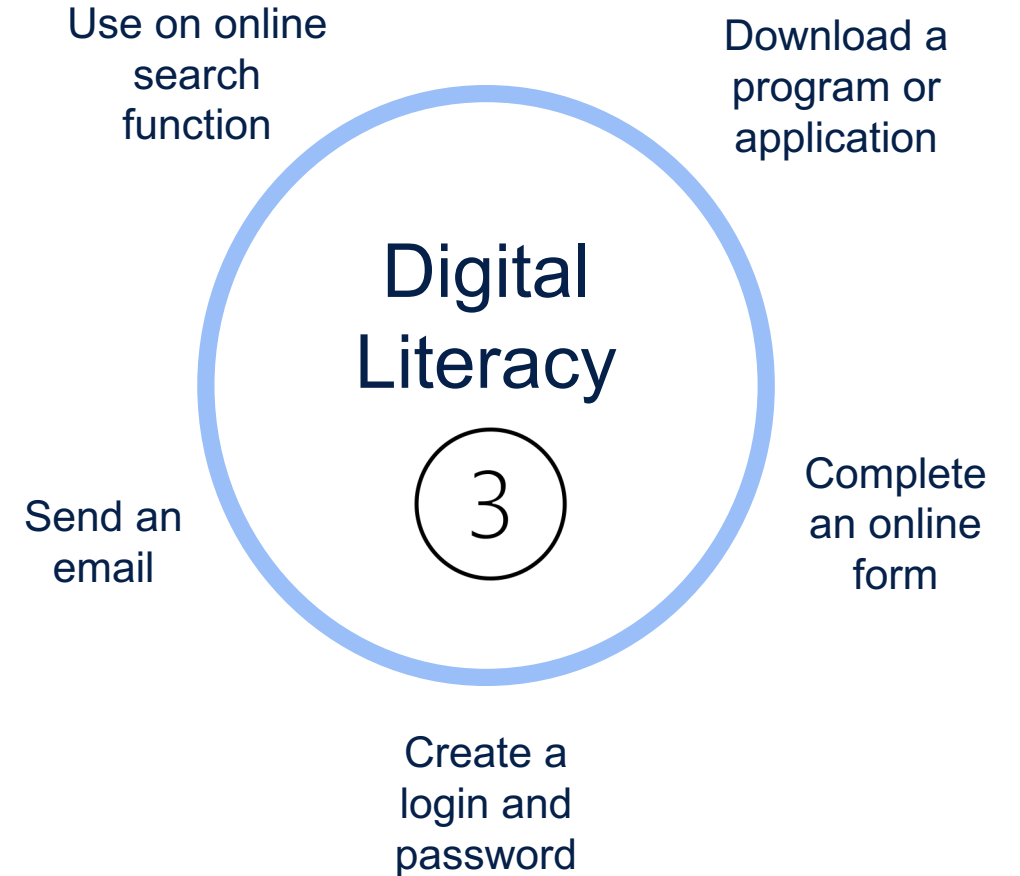 Use on online
search
function
Download a
program or
application
Digital
Literacy
3
Complete
an online
form
Send an
email
Create a
login and
password